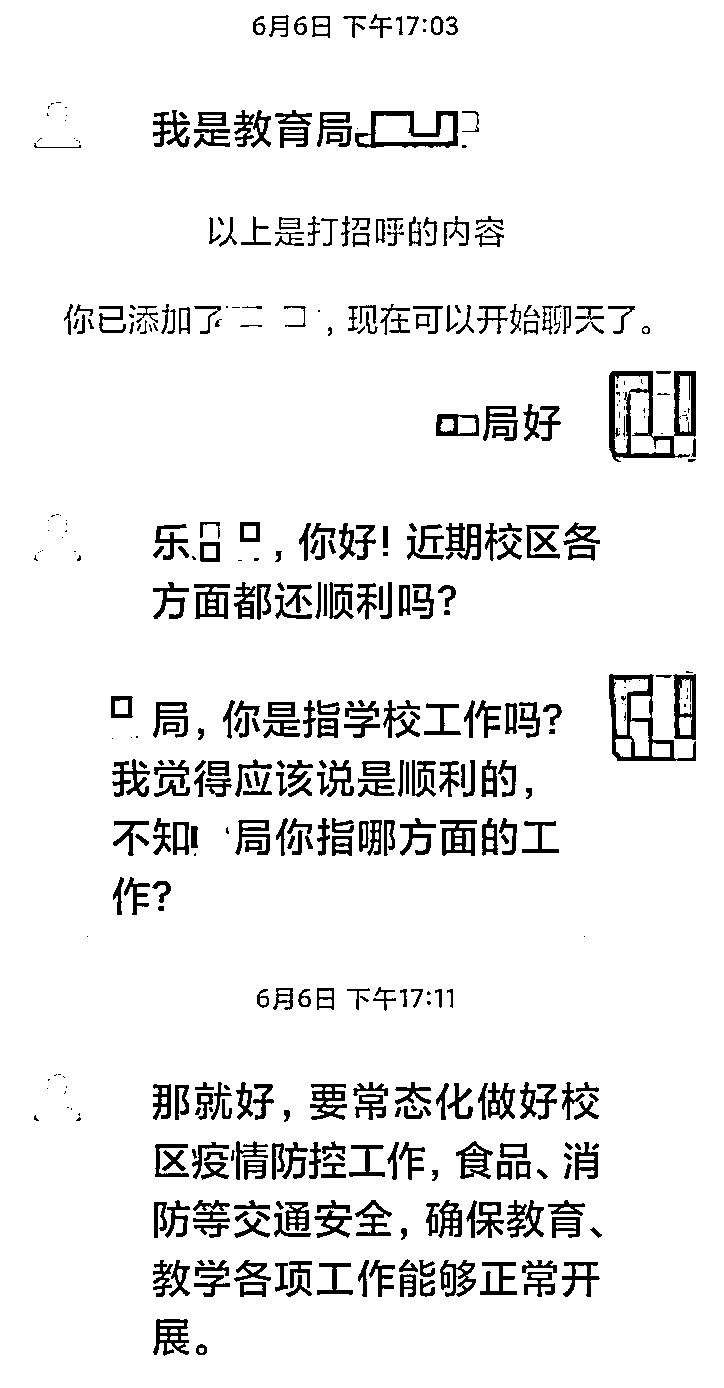 6月6日 下午17:03
我是教育局
以上是打招呼的内容
你已添加了 ，现在可以开始聊天了。
局好
乐 ，你好！近期校区各
方面都还顺利吗？
局，你是指学校工作吗？
我觉得应该说是顺利的，
不知 局你指哪方面的工
作？
6月6日 下午17:11
那就好，要常态化做好校
区疫情防控工作，食品、消
防等交通安全，确保教育、
教学各项工作能够正常开
展。